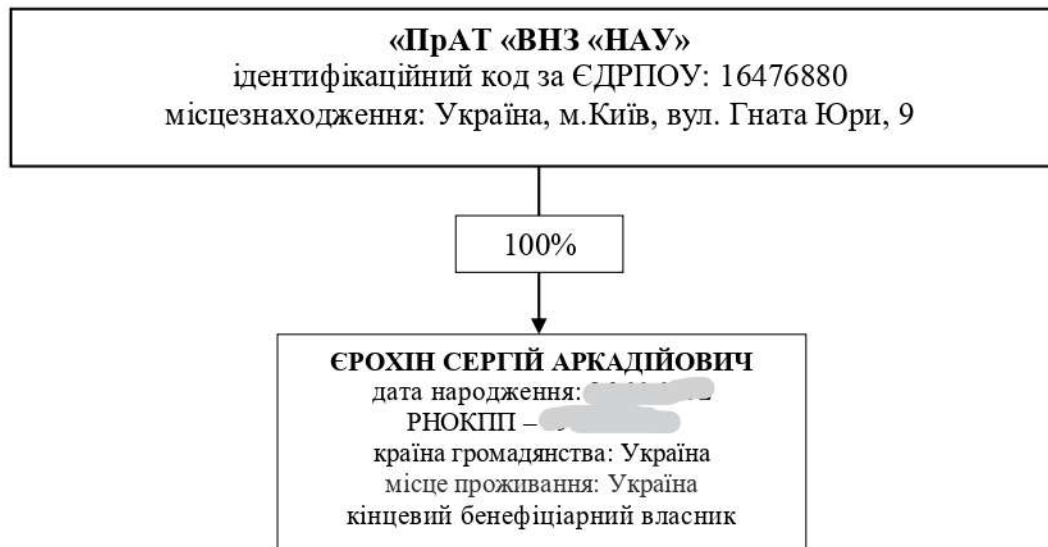 «ПрАТ «ВНЗ «НАУ»
ідентифікаційний код за ЄДРПОУ: 16476880
місцезнаходження: Україна, м.Київ, вул. Гната Юри, 9
100%
ЄРОХІН СЕРГІЙ АРКАДІЙОВИЧ
дата народження:
РНОКПП –
країна громадянства: Україна
місце проживання: Україна
кінцевий бенефіціарний власник